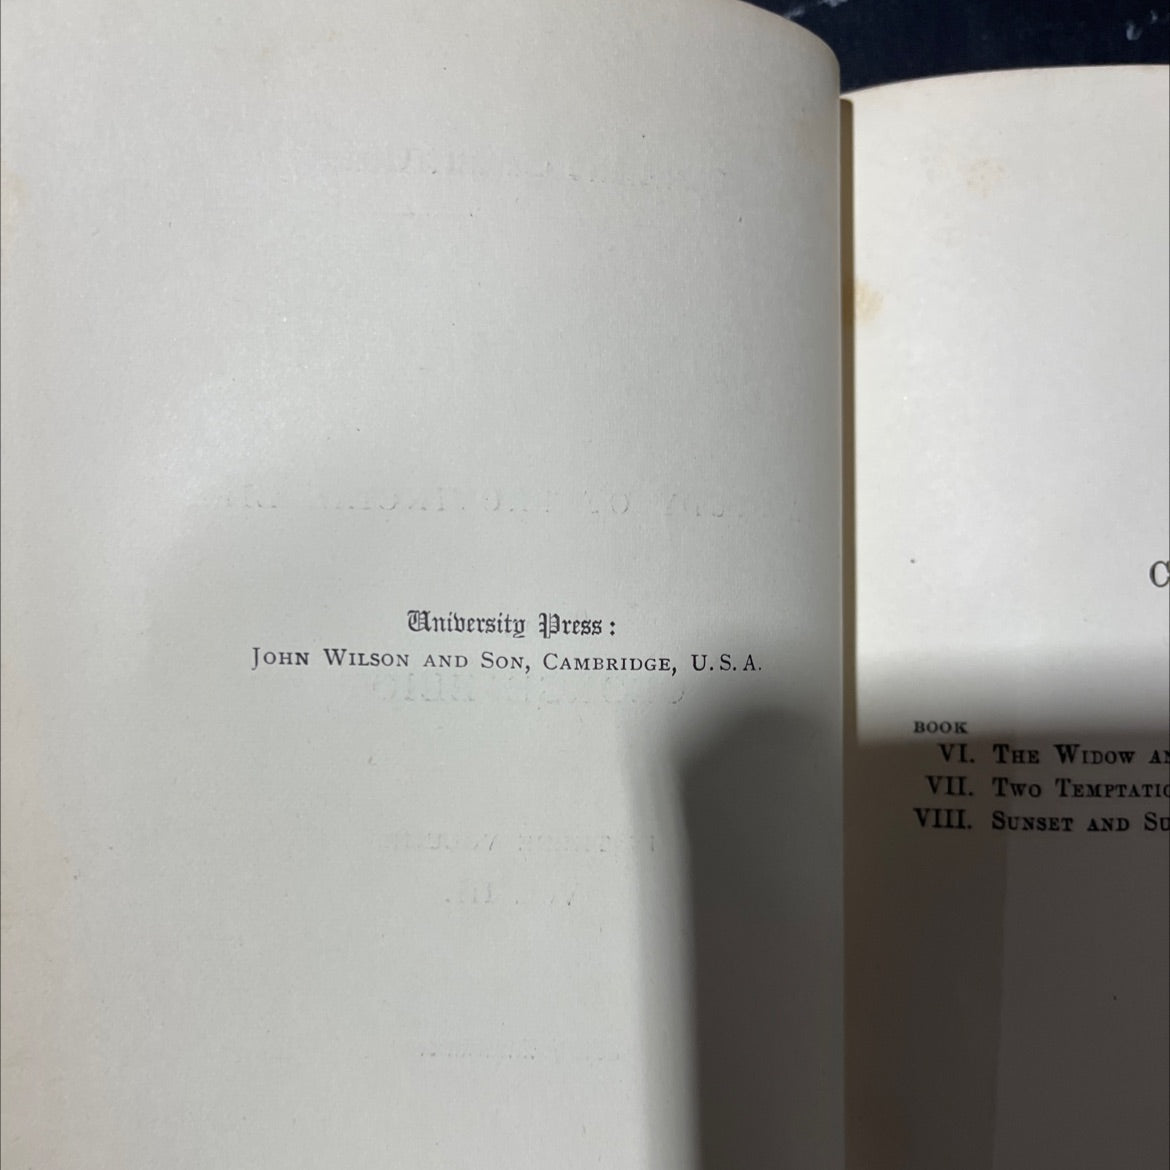 University Press:
JOHN WILSON AND SON, CAMBRIDGE, U.S.A.
C
BOOK
VI. THE WIDOW
VII. TWO
VIII. SUNSET AND